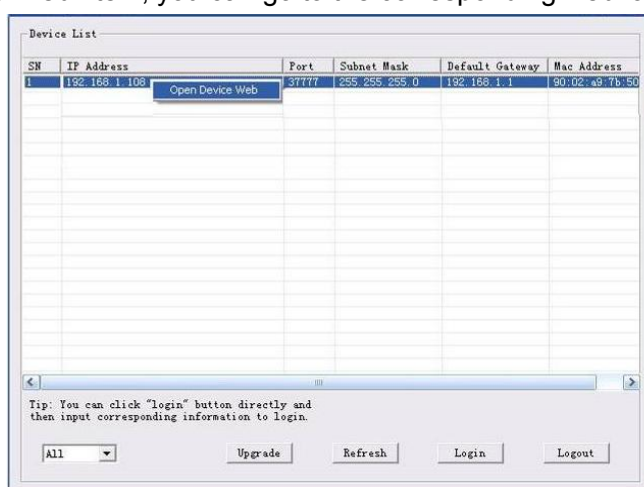 Device List
SN IP Address Port Subnet Mask Default Gateway Mac Address
1 192.168.1.108 37777 255.255.255.0 192.168.1.1 90:02:a9:7b:50
Open Device Web
Tip: You can click "login" button directly and
then input corresponding information to login.
All Upgrade Refresh Login Logout